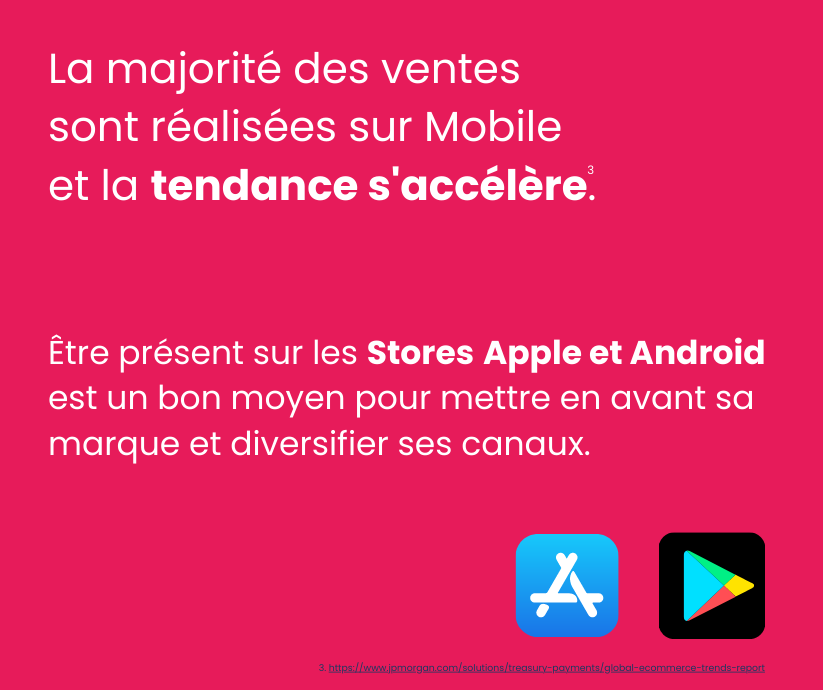 La majorité des ventes
sont réalisées sur Mobile
et la tendance s'accélère.³
Être présent sur les Stores Apple et Android
est un bon moyen pour mettre en avant sa
marque et diversifier ses canaux.
3. https://www.jpmorgan.com/solutions/treasury-payments/global-ecommerce-trends-report